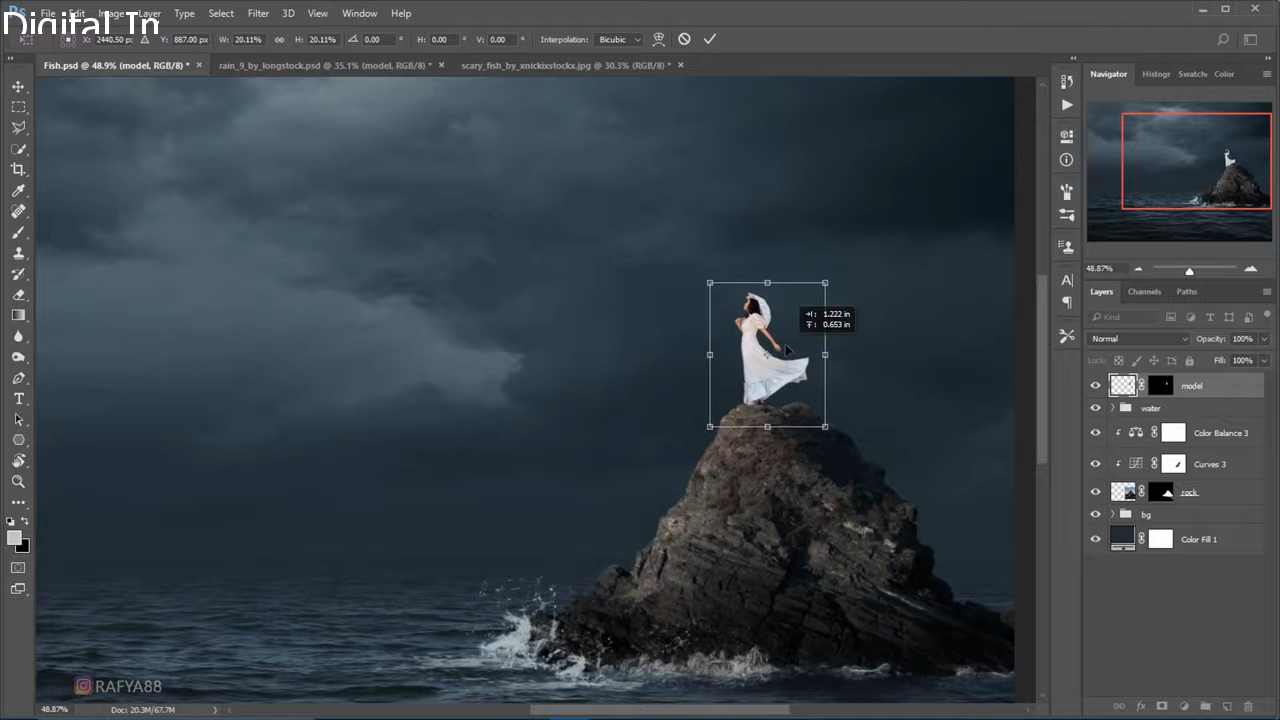 Digital Im
Ps File Edit Image Layer Type Select Filter 3D View Window Help
X: 2440.50 px Y: 887.00 px W: 20.11% H: 20.11% 0.00 ° H: 0.00 ° V: 0.00 ° Interpolation: Bicubic
Fish.psd @ 48.9% (model, RGB/8) * × rain_9_by_longstock.psd @ 35.1% (model, RGB/8) * × scary_fish_by_xnickixstockx.jpg @ 30.3% (RGB/8) * ×
Navigator Histogr Swatch Color
48.87%
Layers Channels Paths
Kind
Normal Opacity: 100%
Lock: Fill: 100%
model
water
Color Balance 3
Curves 3
rock
bg
Color Fill 1
1.222 in
0.653 in
RAFYA88
48.87% Doc: 20.3M/67.7M